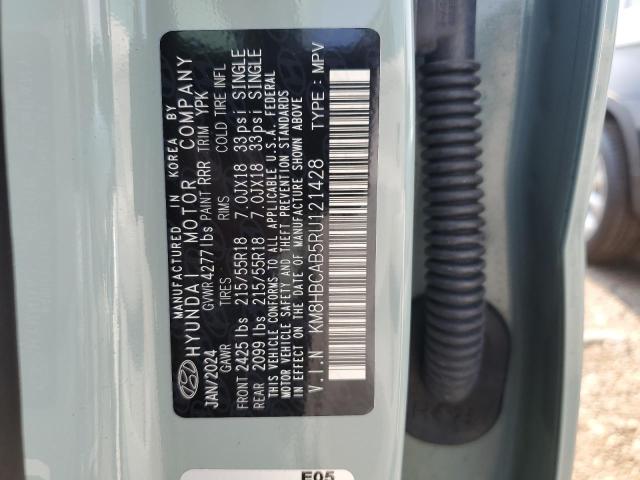 MANUFACTURED IN KOREA BY
HYUNDAI MOTOR COMPANY
JAN/2024 GVWR 4277lbs PAINT RRR TRIM YPK
GAWR TIRES RIMS COLD TIRE INFL
FRONT 2425 lbs 215/55R18 7.0JX18 33psi SINGLE
REAR 2099 lbs 215/55R18 7.0JX18 33psi SINGLE
THIS VEHICLE CONFORMS TO ALL APPLICABLE U.S.A. FEDERAL
MOTOR VEHICLE SAFETY AND THEFT PREVENTION STANDARDS
IN EFFECT ON THE DATE OF MANUFACTURE SHOWN ABOVE
V.I.N KM8HBCAB5RU121428 TYPE : MPV
E05